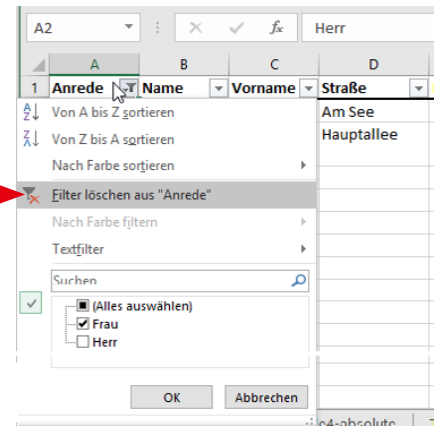 A2 fx Herr
A B C D
1 Anrede Name Vorname Straße
Von A bis Z sortieren
Am See
Von Z bis A sortieren
Hauptallee
Nach Farbe sortieren
Filter löschen aus "Anrede"
Nach Farbe filtern
Textfilter
Suchen
(Alles auswählen)
Frau
Herr
OK Abbrechen